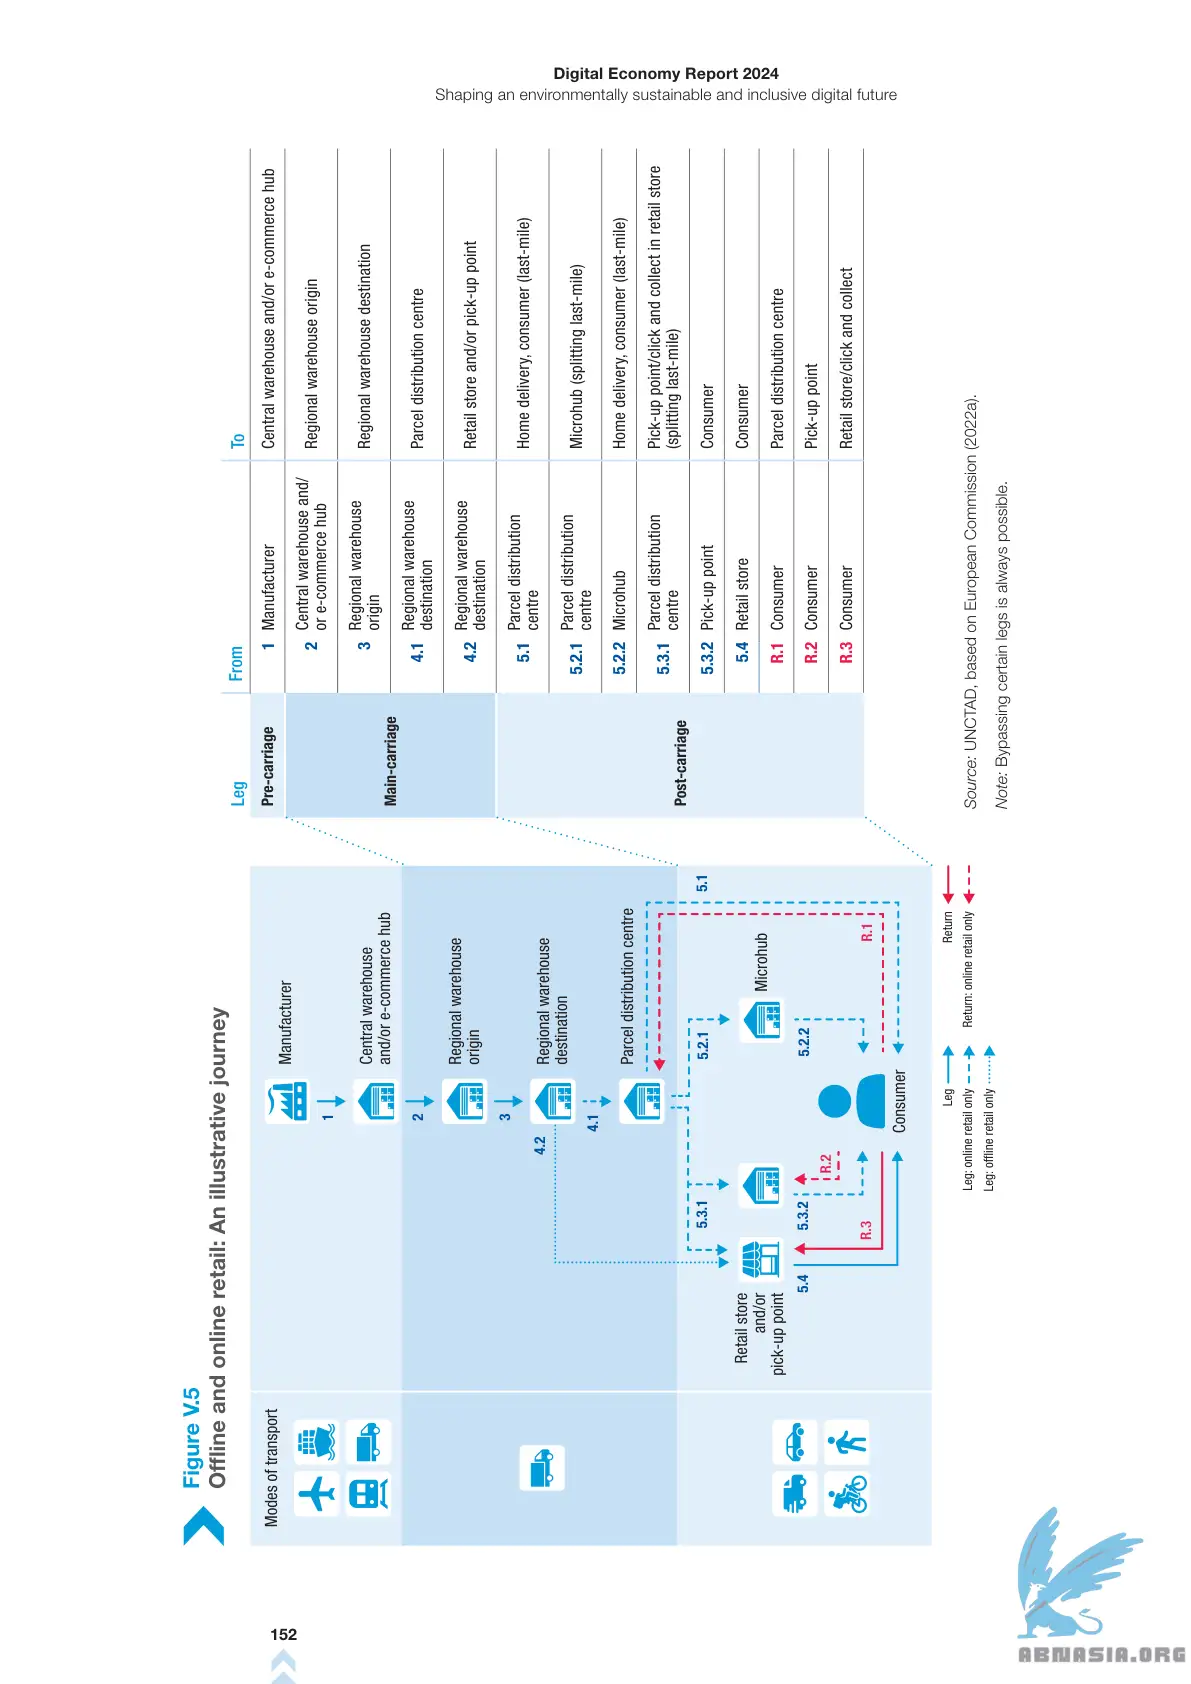 Digital Economy Report 2024
Shaping an environmentally sustainable and inclusive digital future
Figure V.5
Offline and online retail: An illustrative journey
Modes of transport
Manufacturer
1
Central warehouse
and/or e-commerce hub
2
Regional warehouse
origin
3
Regional warehouse
destination
4.2
4.1
Parcel distribution centre
5.3.1
5.2.1
5.1
Retail store
and/or
pick-up point
Microhub
5.4
5.3.2
R.2
5.2.2
R.3
R.1
Consumer
Leg
Return
Leg: online retail only
Return: online retail only
Leg: offline retail only
Leg From To
Pre-carriage 1 Manufacturer Central warehouse and/or e-commerce hub
Main-carriage
2 Central warehouse and/
or e-commerce hub Regional warehouse origin
3 Regional warehouse
origin Regional warehouse destination
4.1 Regional warehouse
destination Parcel distribution centre
4.2 Regional warehouse
destination Retail store and/or pick-up point
Post-carriage
5.1 Parcel distribution
centre Home delivery, consumer (last-mile)
5.2.1 Parcel distribution
centre Microhub (splitting last-mile)
5.2.2 Microhub Home delivery, consumer (last-mile)
5.3.1 Parcel distribution
centre Pick-up point/click and collect in retail store
(splitting last-mile)
5.3.2 Pick-up point Consumer
5.4 Retail store Consumer
R.1 Consumer Parcel distribution centre
R.2 Consumer Pick-up point
R.3 Consumer Retail store/click and collect
Source: UNCTAD, based on European Commission (2022a).
Note: Bypassing certain legs is always possible.
152
ABNASIA.ORG